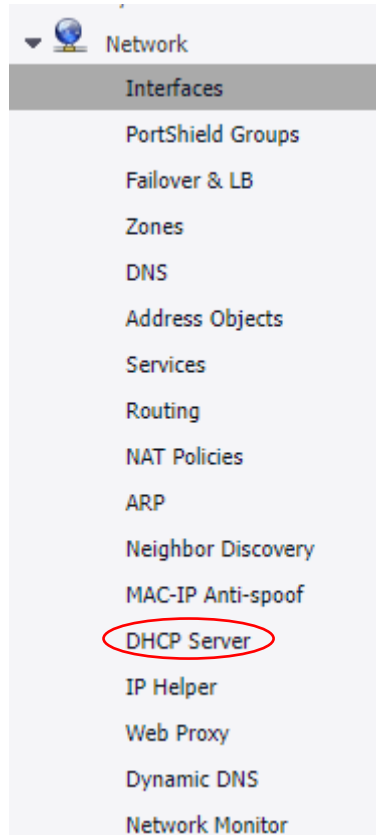 Network
Interfaces
PortShield Groups
Failover & LB
Zones
DNS
Address Objects
Services
Routing
NAT Policies
ARP
Neighbor Discovery
MAC-IP Anti-spoof
DHCP Server
IP Helper
Web Proxy
Dynamic DNS
Network Monitor